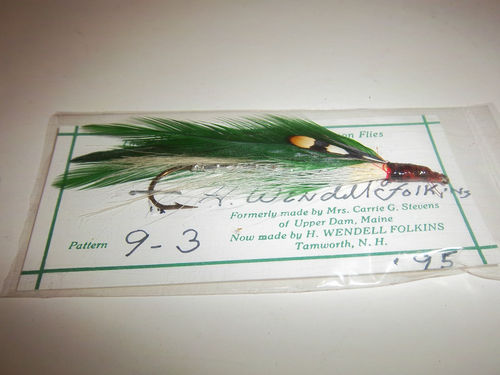 on Flies
H. Wendell Folkins
Formerly made by Mrs. Carrie G. Stevens
of Upper Dam, Maine
Now made by H. WENDELL FOLKINS
Tamworth, N. H.
Pattern 9-3
.95